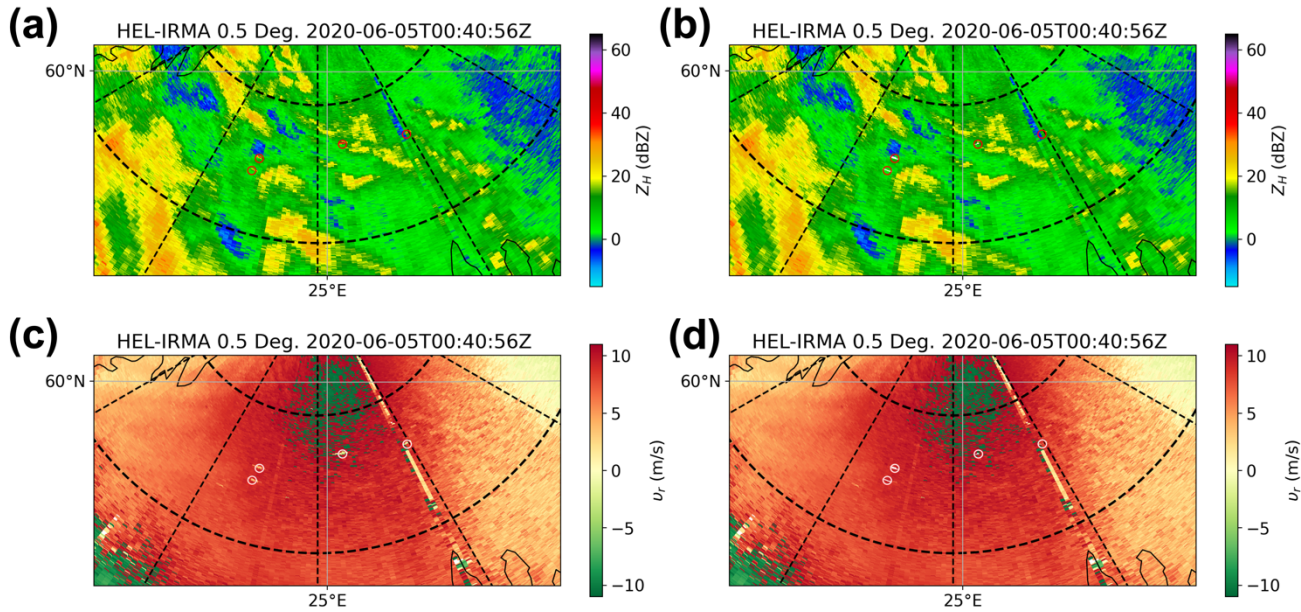 (a)
HEL-IRMA 0.5 Deg. 2020-06-05T00:40:56Z
60°N
25°E
60
40
20
0
Z_H (dBZ)
(b)
HEL-IRMA 0.5 Deg. 2020-06-05T00:40:56Z
60°N
25°E
60
40
20
0
Z_H (dBZ)
(c)
HEL-IRMA 0.5 Deg. 2020-06-05T00:40:56Z
60°N
25°E
10
5
0
−5
−10
υ_r (m/s)
(d)
HEL-IRMA 0.5 Deg. 2020-06-05T00:40:56Z
60°N
25°E
10
5
0
−5
−10
υ_r (m/s)